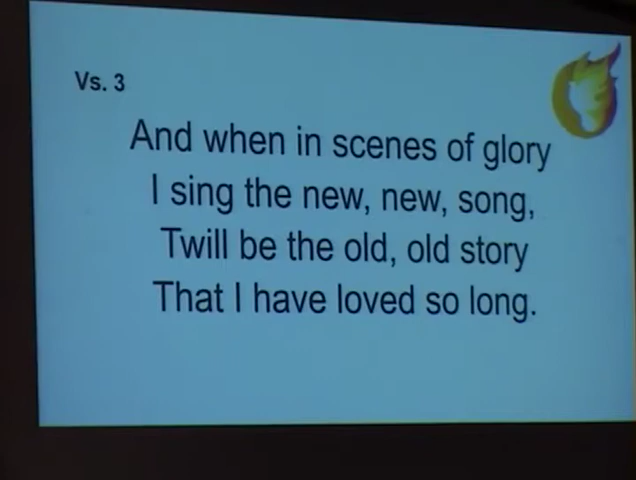 Vs. 3
And when in scenes of glory
I sing the new, new, song,
Twill be the old, old story
That I have loved so long.